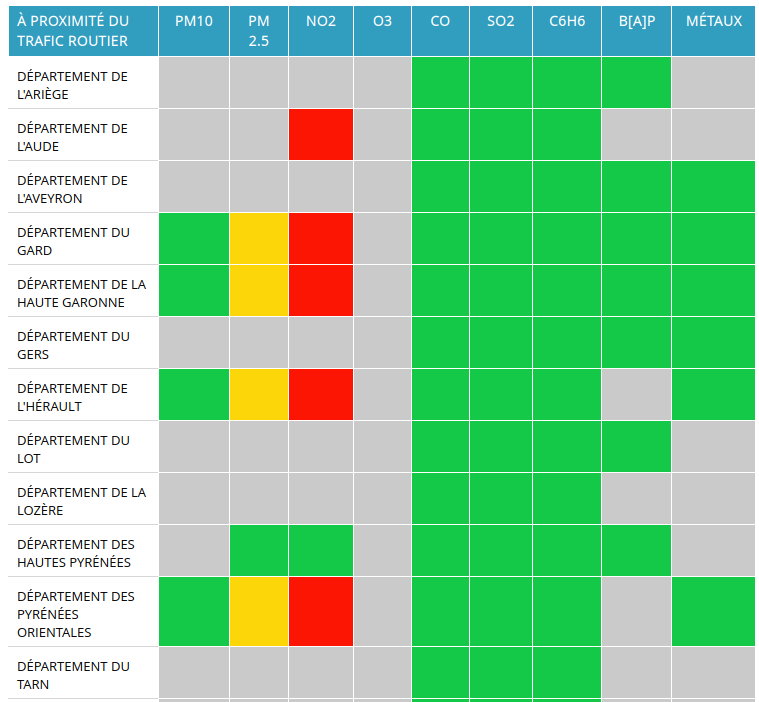 À PROXIMITÉ DU
TRAFIC ROUTIER
PM10
PM
2.5
NO2
O3
CO
SO2
C6H6
B[A]P
MÉTAUX
DÉPARTEMENT DE
L'ARIÈGE
DÉPARTEMENT DE
L'AUDE
DÉPARTEMENT DE
L'AVEYRON
DÉPARTEMENT DU
GARD
DÉPARTEMENT DE LA
HAUTE GARONNE
DÉPARTEMENT DU
GERS
DÉPARTEMENT DE
L'HÉRAULT
DÉPARTEMENT DU
LOT
DÉPARTEMENT DE LA
LOZÈRE
DÉPARTEMENT DES
HAUTES PYRÉNÉES
DÉPARTEMENT DES
PYRÉNÉES
ORIENTALES
DÉPARTEMENT DU
TARN